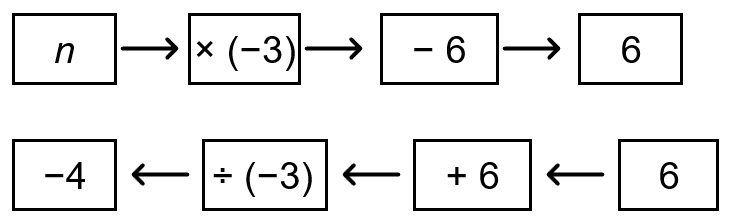 n × (−3) − 6 6
−4 ÷ (−3) + 6 6